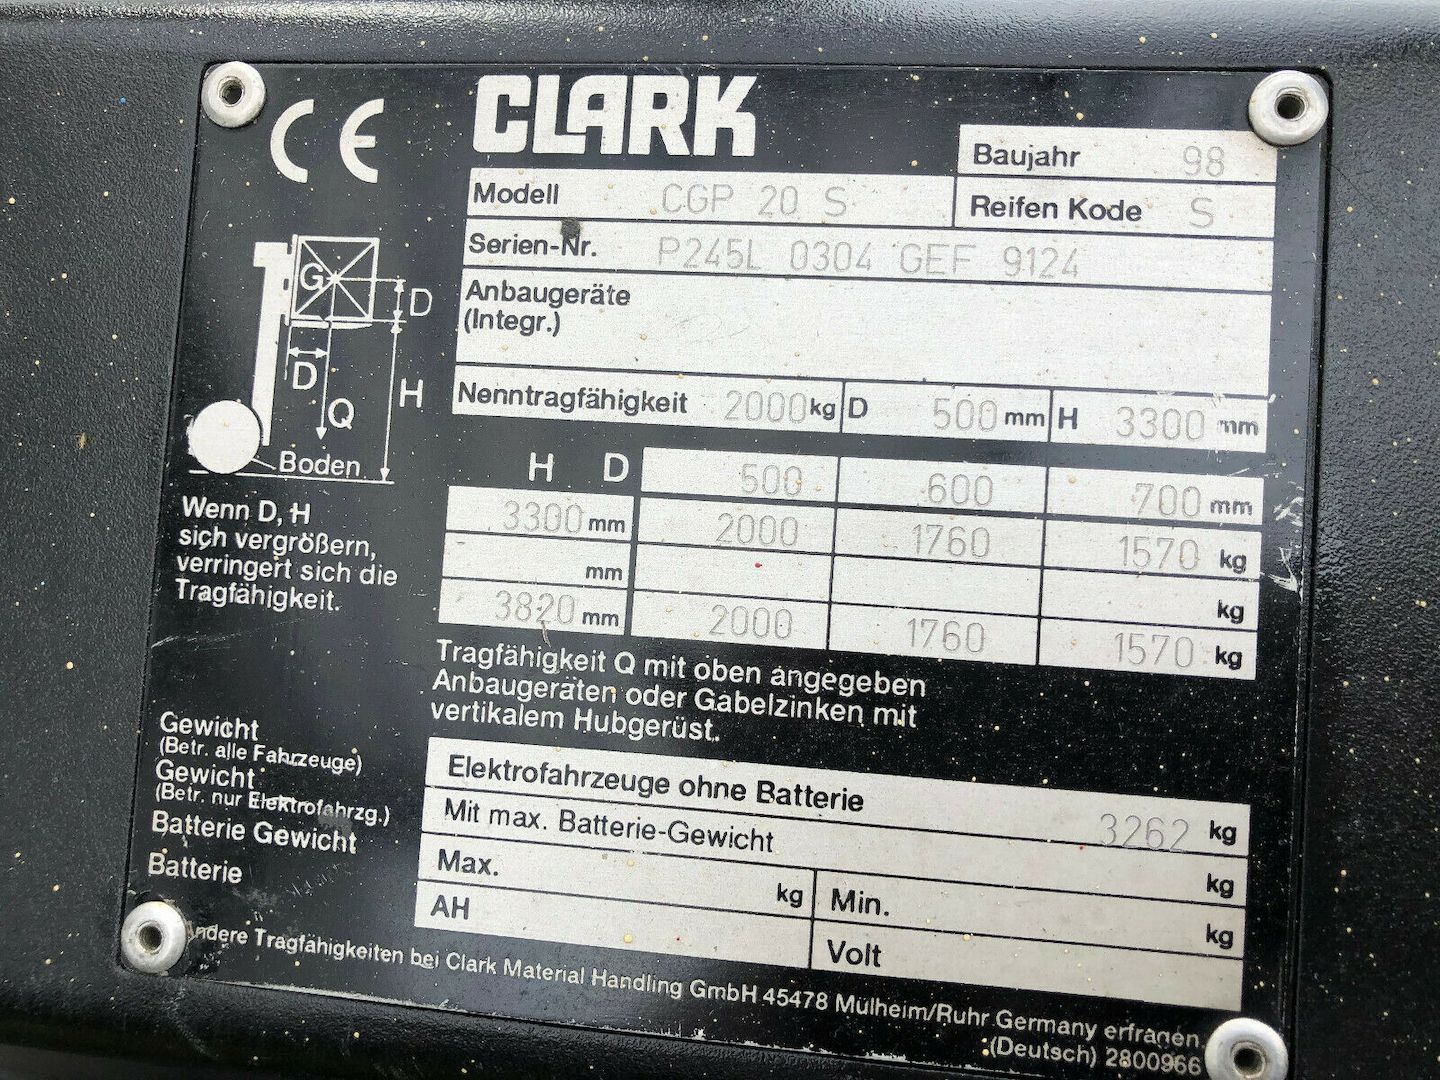 CE
CLARK
Baujahr 98
Modell CGP 20 S
Reifen Kode S
Serien-Nr. P245L 0304 GEF 9124
Anbaugeräte
(Integr.)
Nenntragfähigkeit 2000 kg D 500 mm H 3300 mm
G
D
D
H
Q
Boden
Wenn D, H
sich vergrößern,
verringert sich die
Tragfähigkeit.
H D 500 600 700 mm
3300 mm 2000 1760 1570 kg
mm kg
3820 mm 2000 1760 1570 kg
Tragfähigkeit Q mit oben angegeben
Anbaugeräten oder Gabelzinken mit
vertikalem Hubgerüst.
Gewicht
(Betr. alle Fahrzeuge)
Gewicht
(Betr. nur Elektrofahrzg.)
Batterie Gewicht
Batterie
Elektrofahrzeuge ohne Batterie 3262 kg
Mit max. Batterie-Gewicht kg
Max. kg Min. kg
AH Volt
Andere Tragfähigkeiten bei Clark Material Handling GmbH 45478 Mülheim/Ruhr Germany erfragen.
(Deutsch) 2800966